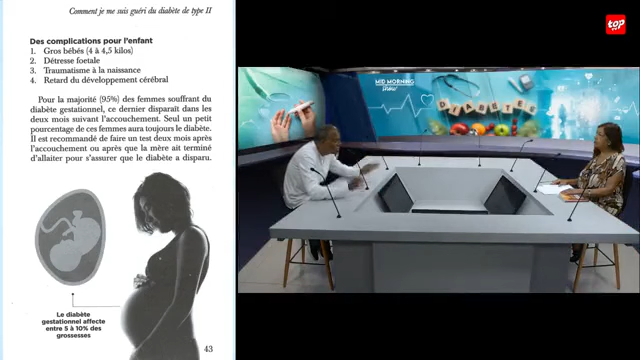 Comment je me suis guéri du diabète de type II
Des complications pour l'enfant
1. Gros bébés (4 à 4,5 kilos)
2. Détresse foetale
3. Traumatisme à la naissance
4. Retard du développement cérébral
Pour la majorité (95%) des femmes souffrant du
diabète gestationnel, ce dernier disparaît dans les
deux mois suivant l'accouchement. Seul un petit
pourcentage de ces femmes aura toujours le diabète.
Il est recommandé de faire un test deux mois après
l'accouchement ou après que la mère ait terminé
d'allaiter pour s'assurer que le diabète a disparu.
Le diabète
gestationnel affecte
entre 5 à 10% des
grossesses
43
MID MORNING
Show!
DIABETES
top